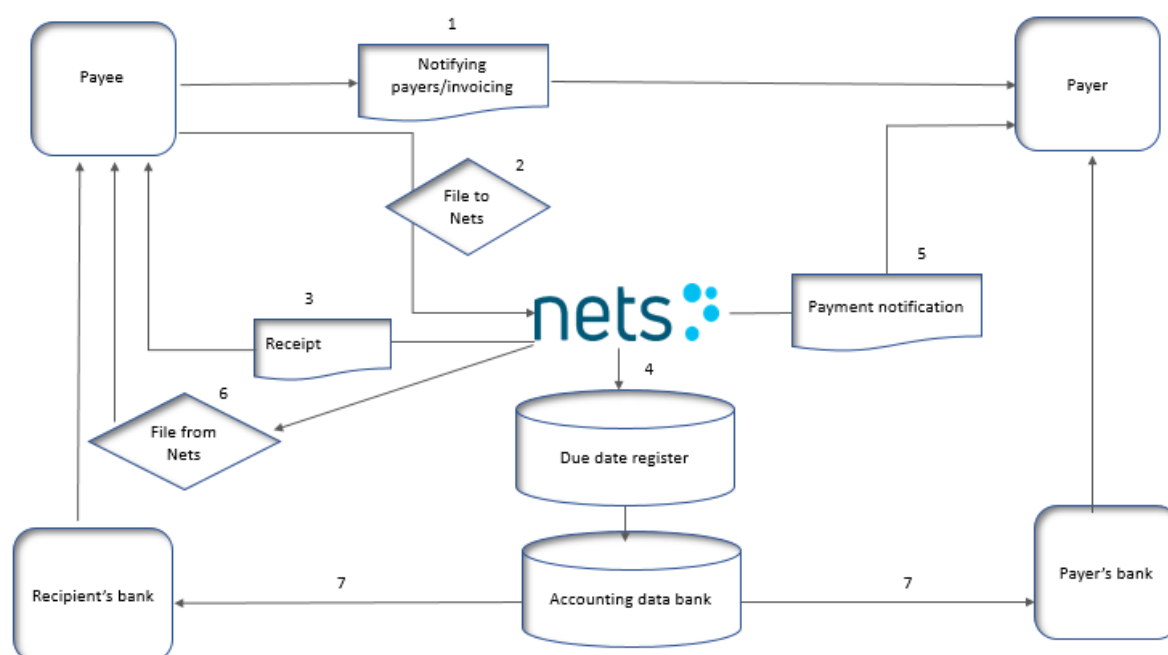 1
Payee
Notifying
payers/invoicing
Payer
2
File to
Nets
5
3
nets
Payment notification
Receipt
4
6
File from
Nets
Due date register
Recipient's bank
7
Accounting data bank
7
Payer's bank